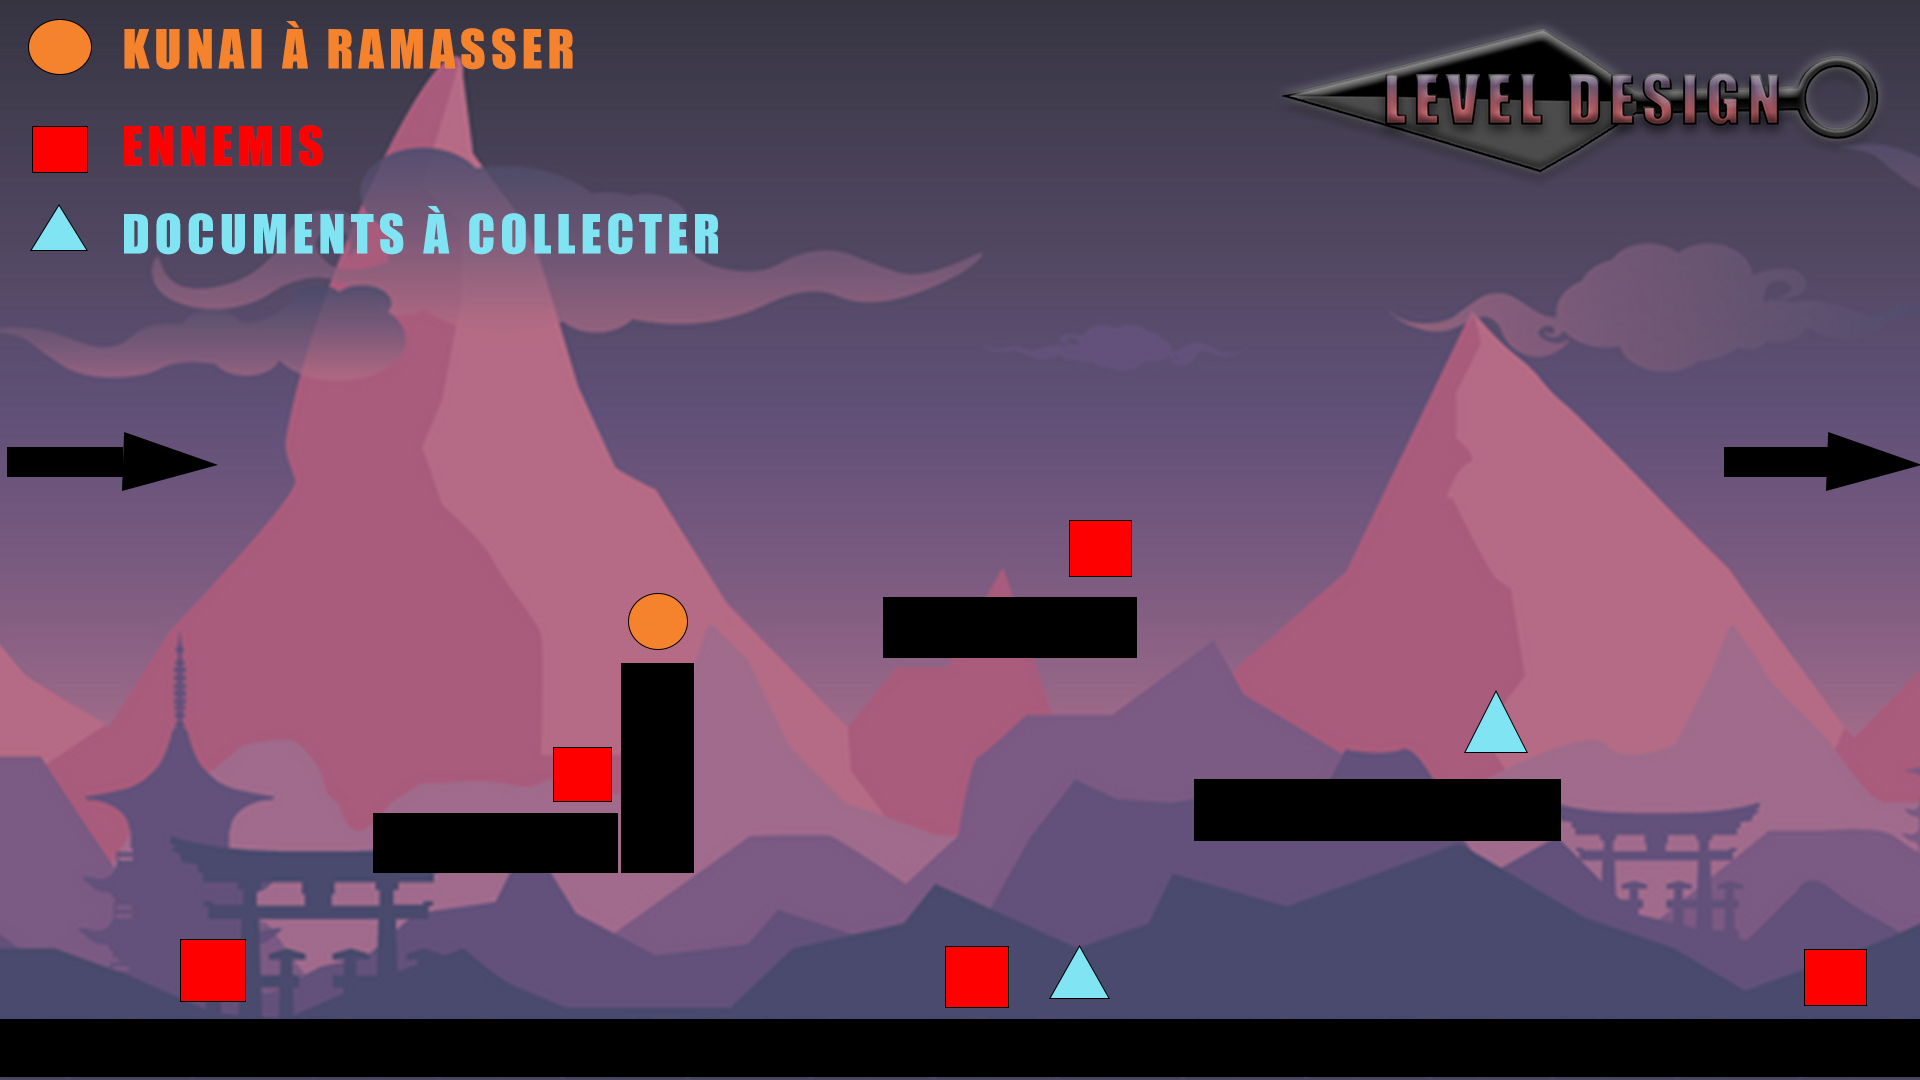 KUNAI À RAMASSER
LEVEL DESIGN
ENNEMIS
DOCUMENTS À COLLECTER